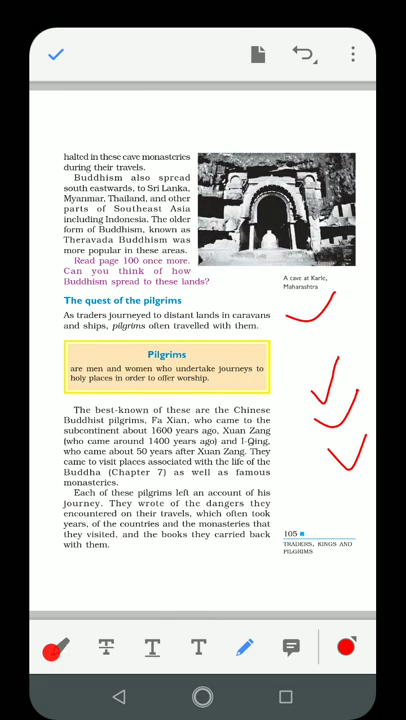 halted in these cave monasteries
during their travels.
Buddhism also spread
south eastwards, to Sri Lanka,
Myanmar, Thailand, and other
parts of Southeast Asia
including Indonesia. The older
form of Buddhism, known as
Theravada Buddhism was
more popular in these areas.
Read page 100 once more.
Can you think of how
Buddhism spread to these lands?
A cave at Karle,
Maharashtra
The quest of the pilgrims
As traders journeyed to distant lands in caravans
and ships, pilgrims often travelled with them.
Pilgrims
are men and women who undertake journeys to
holy places in order to offer worship.
The best-known of these are the Chinese
Buddhist pilgrims, Fa Xian, who came to the
subcontinent about 1600 years ago, Xuan Zang
(who came around 1400 years ago) and I-Qing,
who came about 50 years after Xuan Zang. They
came to visit places associated with the life of the
Buddha (Chapter 7) as well as famous
monasteries.
Each of these pilgrims left an account of his
journey. They wrote of the dangers they
encountered on their travels, which often took
years, of the countries and the monasteries that
they visited, and the books they carried back
with them.
105
TRADERS, KINGS AND
PILGRIMS